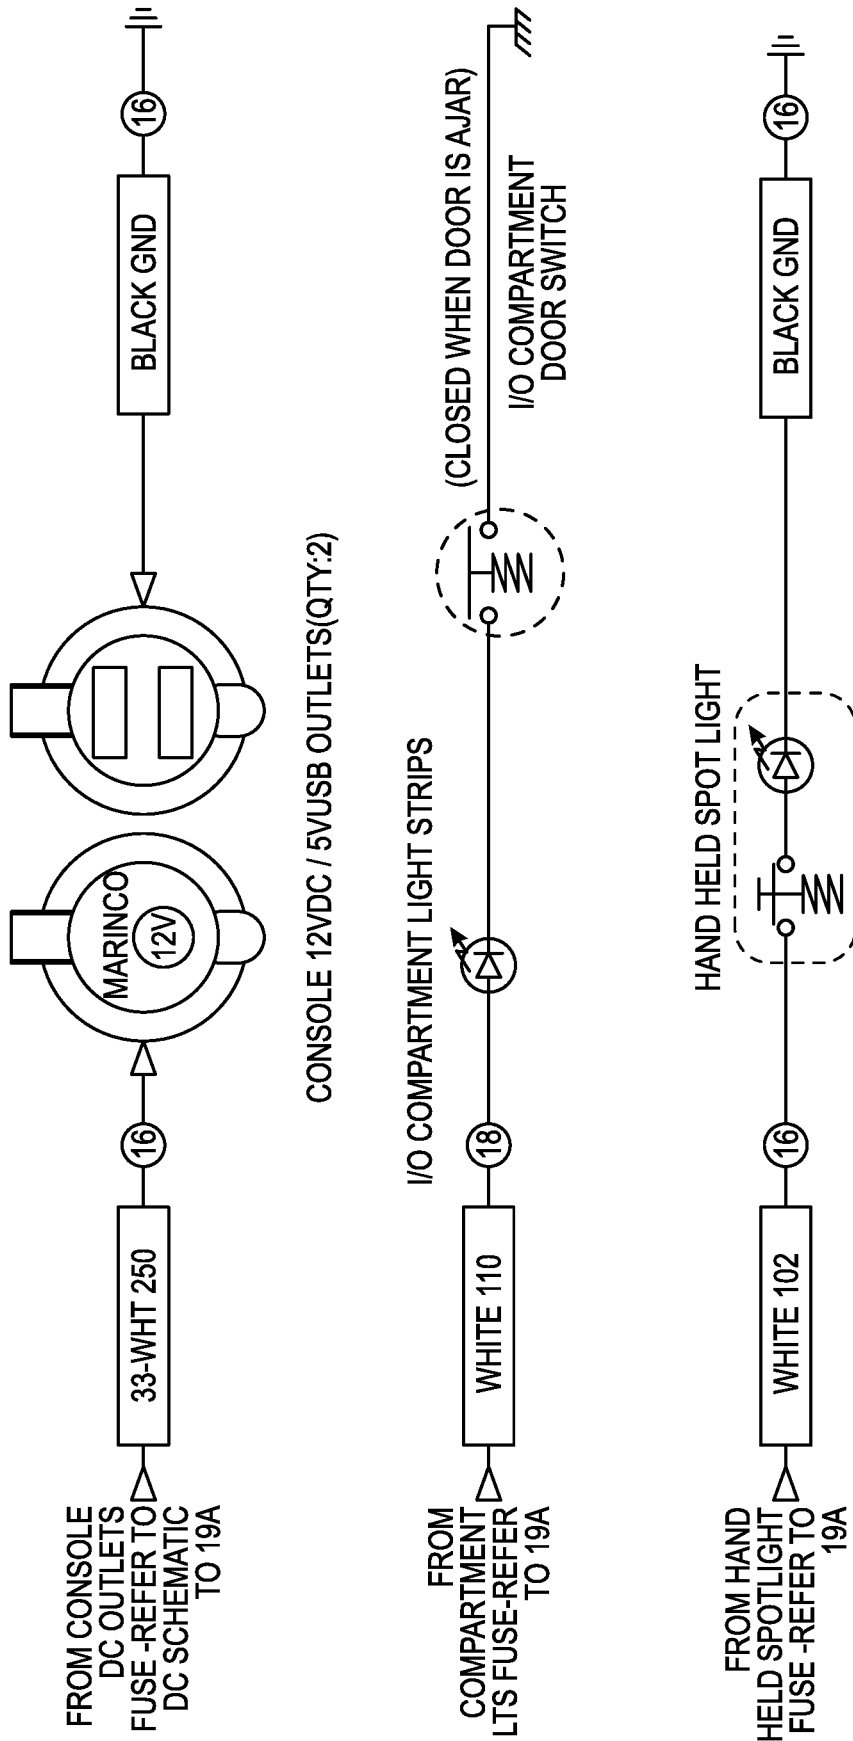 FROM CONSOLE
DC OUTLETS
FUSE -REFER TO
DC SCHEMATIC
TO 19A
33-WHT 250
16
MARINCO
12V
BLACK GND
16
CONSOLE 12VDC / 5VUSB OUTLETS(QTY:2)
FROM
COMPARTMENT
LTS FUSE-REFER
TO 19A
WHITE 110
18
I/O COMPARTMENT LIGHT STRIPS
(CLOSED WHEN DOOR IS AJAR)
I/O COMPARTMENT
DOOR SWITCH
FROM HAND
HELD SPOTLIGHT
FUSE -REFER TO
19A
WHITE 102
16
HAND HELD SPOT LIGHT
BLACK GND
16